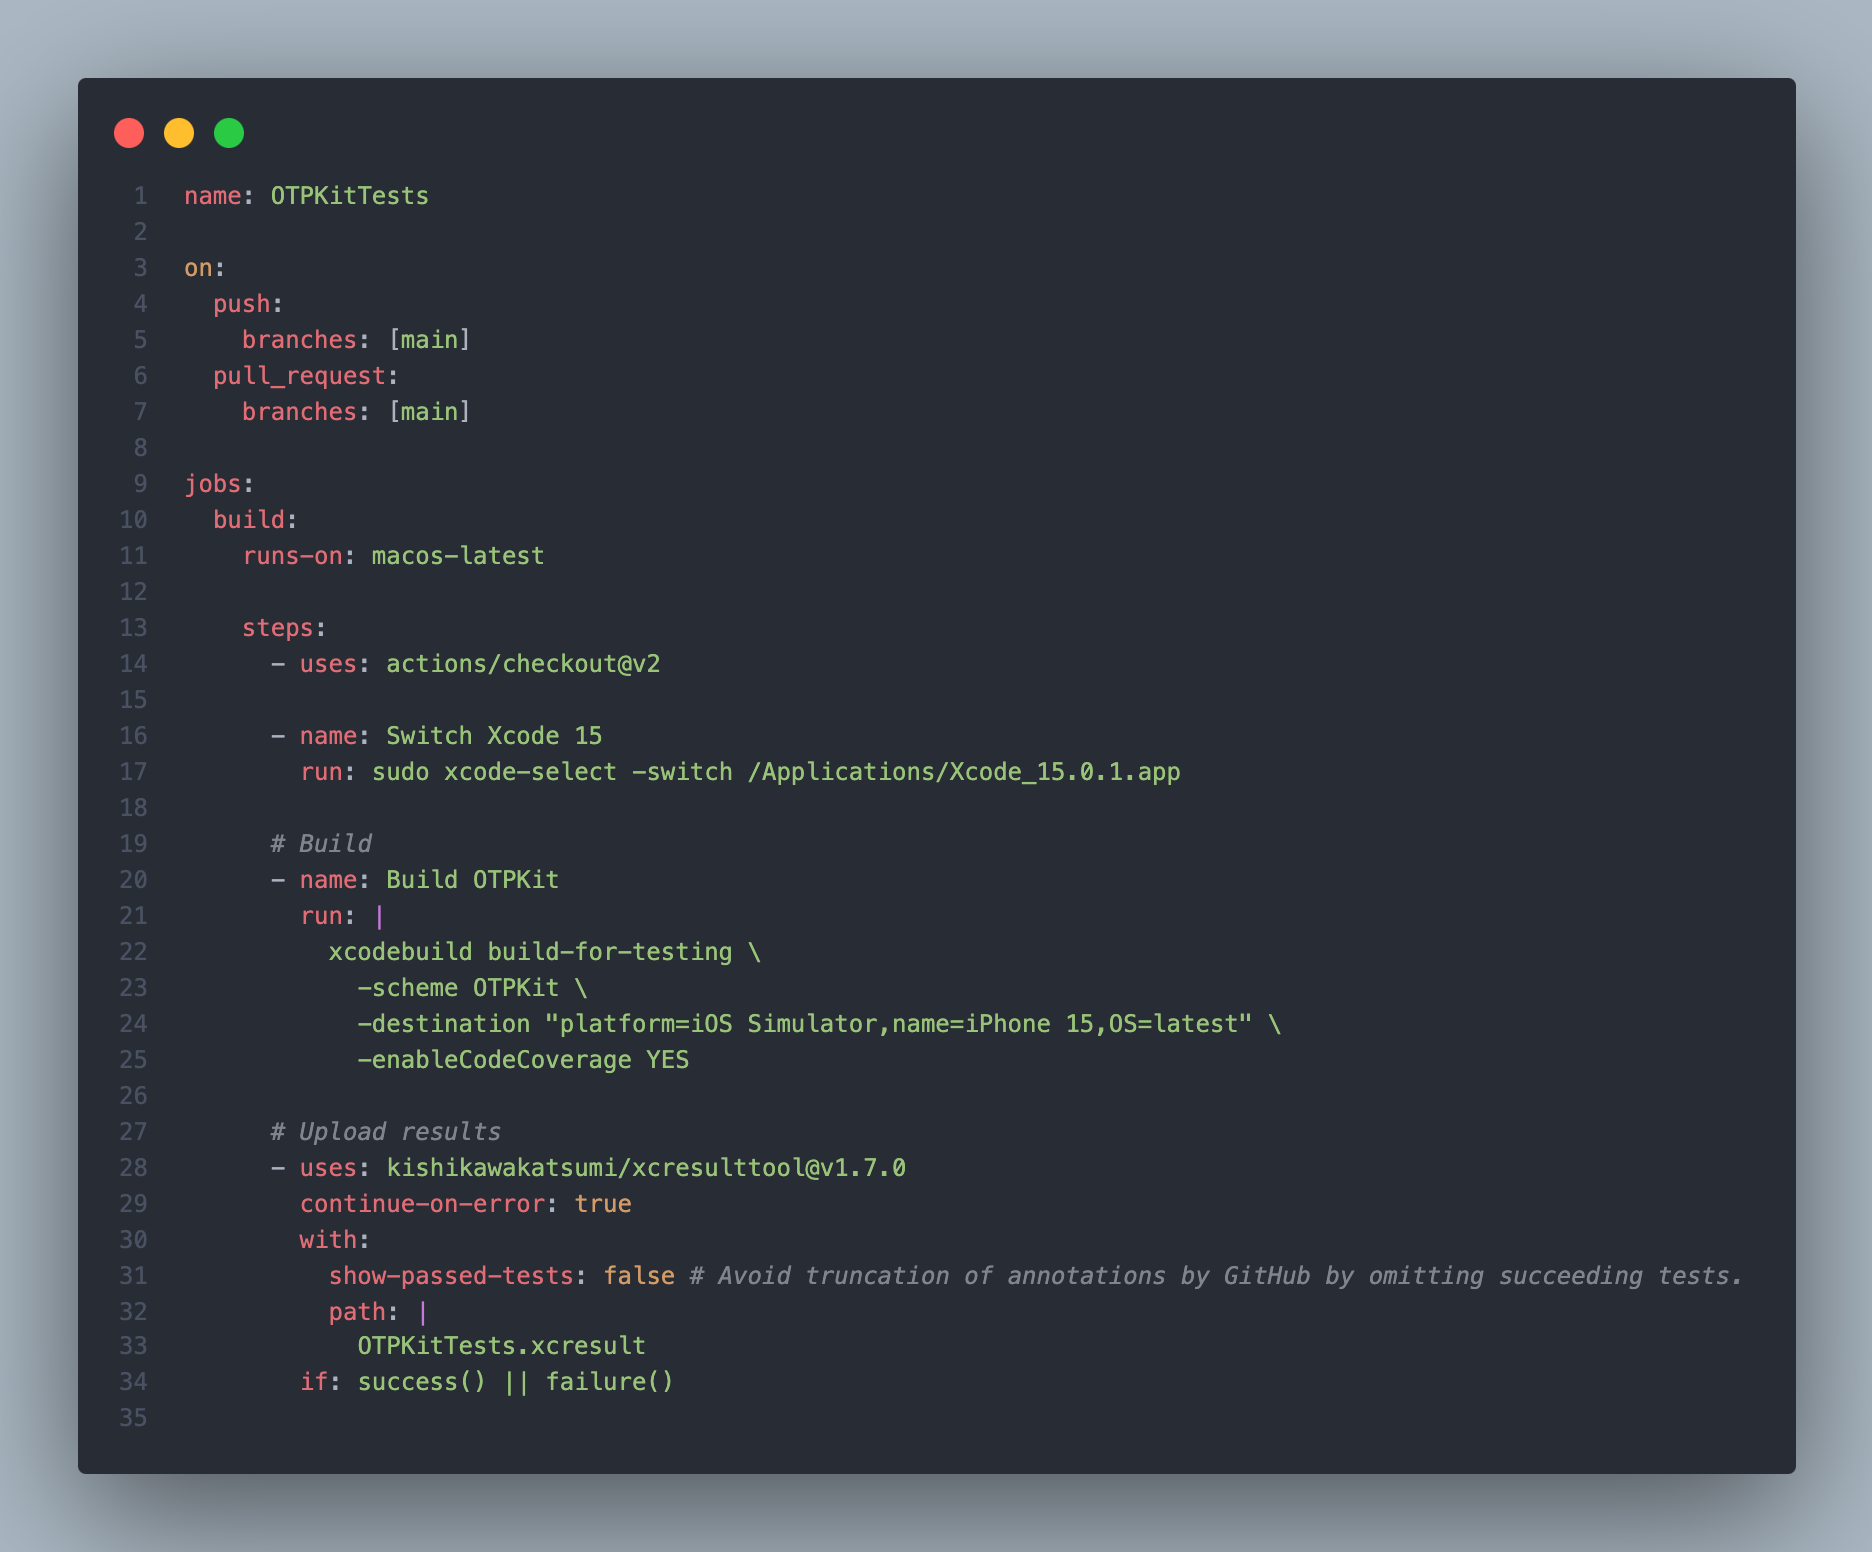 1 name: OTPKitTests
2
3 on:
4   push:
5     branches: [main]
6   pull_request:
7     branches: [main]
8
9 jobs:
10   build:
11     runs-on: macos-latest
12
13     steps:
14       - uses: actions/checkout@v2
15
16       - name: Switch Xcode 15
17         run: sudo xcode-select -switch /Applications/Xcode_15.0.1.app
18
19       # Build
20       - name: Build OTPKit
21         run: |
22           xcodebuild build-for-testing \
23             -scheme OTPKit \
24             -destination "platform=iOS Simulator,name=iPhone 15,OS=latest" \
25             -enableCodeCoverage YES
26
27       # Upload results
28       - uses: kishikawakatsumi/xcresulttool@v1.7.0
29         continue-on-error: true
30         with:
31           show-passed-tests: false # Avoid truncation of annotations by GitHub by omitting succeeding tests.
32           path: |
33             OTPKitTests.xcresult
34         if: success() || failure()
35